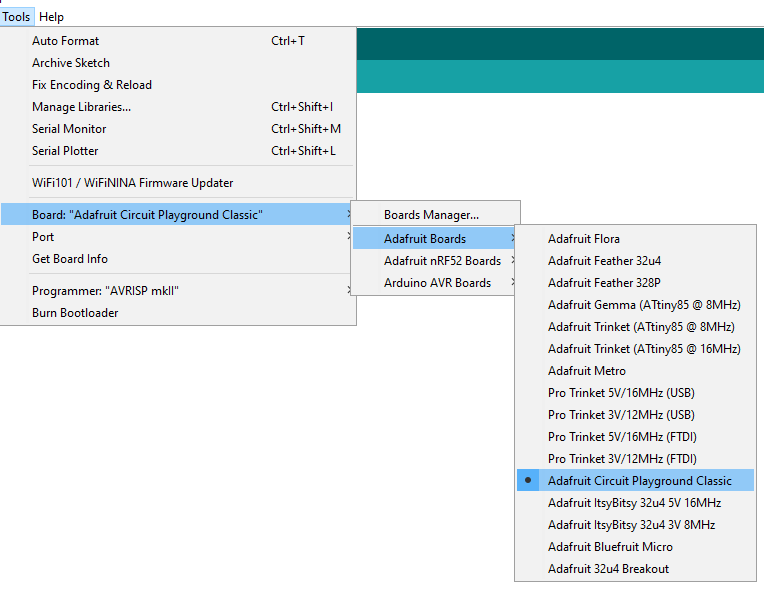 Tools Help
Auto Format Ctrl+T
Archive Sketch
Fix Encoding & Reload
Manage Libraries... Ctrl+Shift+I
Serial Monitor Ctrl+Shift+M
Serial Plotter Ctrl+Shift+L
WiFi101 / WiFiNINA Firmware Updater
Board: "Adafruit Circuit Playground Classic"
Port
Get Board Info
Programmer: "AVRISP mkII"
Burn Bootloader
Boards Manager...
Adafruit Boards
Adafruit nRF52 Boards
Arduino AVR Boards
Adafruit Flora
Adafruit Feather 32u4
Adafruit Feather 328P
Adafruit Gemma (ATtiny85 @ 8MHz)
Adafruit Trinket (ATtiny85 @ 8MHz)
Adafruit Trinket (ATtiny85 @ 16MHz)
Adafruit Metro
Pro Trinket 5V/16MHz (USB)
Pro Trinket 3V/12MHz (USB)
Pro Trinket 5V/16MHz (FTDI)
Pro Trinket 3V/12MHz (FTDI)
Adafruit Circuit Playground Classic
Adafruit ItsyBitsy 32u4 5V 16MHz
Adafruit ItsyBitsy 32u4 3V 8MHz
Adafruit Bluefruit Micro
Adafruit 32u4 Breakout